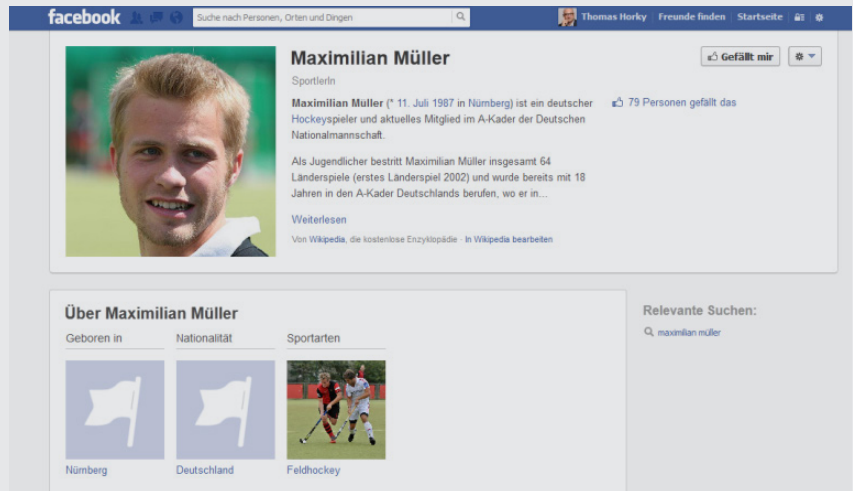 facebook
Suche nach Personen, Orten und Dingen
Thomas Horky Freunde finden Startseite
Maximilian Müller
SportlerIn
Gefällt mir
Maximilian Müller (* 11. Juli 1987 in Nürnberg) ist ein deutscher
Hockeyspieler und aktuelles Mitglied im A-Kader der Deutschen
Nationalmannschaft.
79 Personen gefällt das
Als Jugendlicher bestritt Maximilian Müller insgesamt 64
Länderspiele (erstes Länderspiel 2002) und wurde bereits mit 18
Jahren in den A-Kader Deutschlands berufen, wo er in...
Weiterlesen
Von Wikipedia, die kostenlose Enzyklopädie · In Wikipedia bearbeiten
Über Maximilian Müller
Geboren in Nationalität Sportarten
Nürnberg Deutschland Feldhockey
Relevante Suchen:
maximilian müller